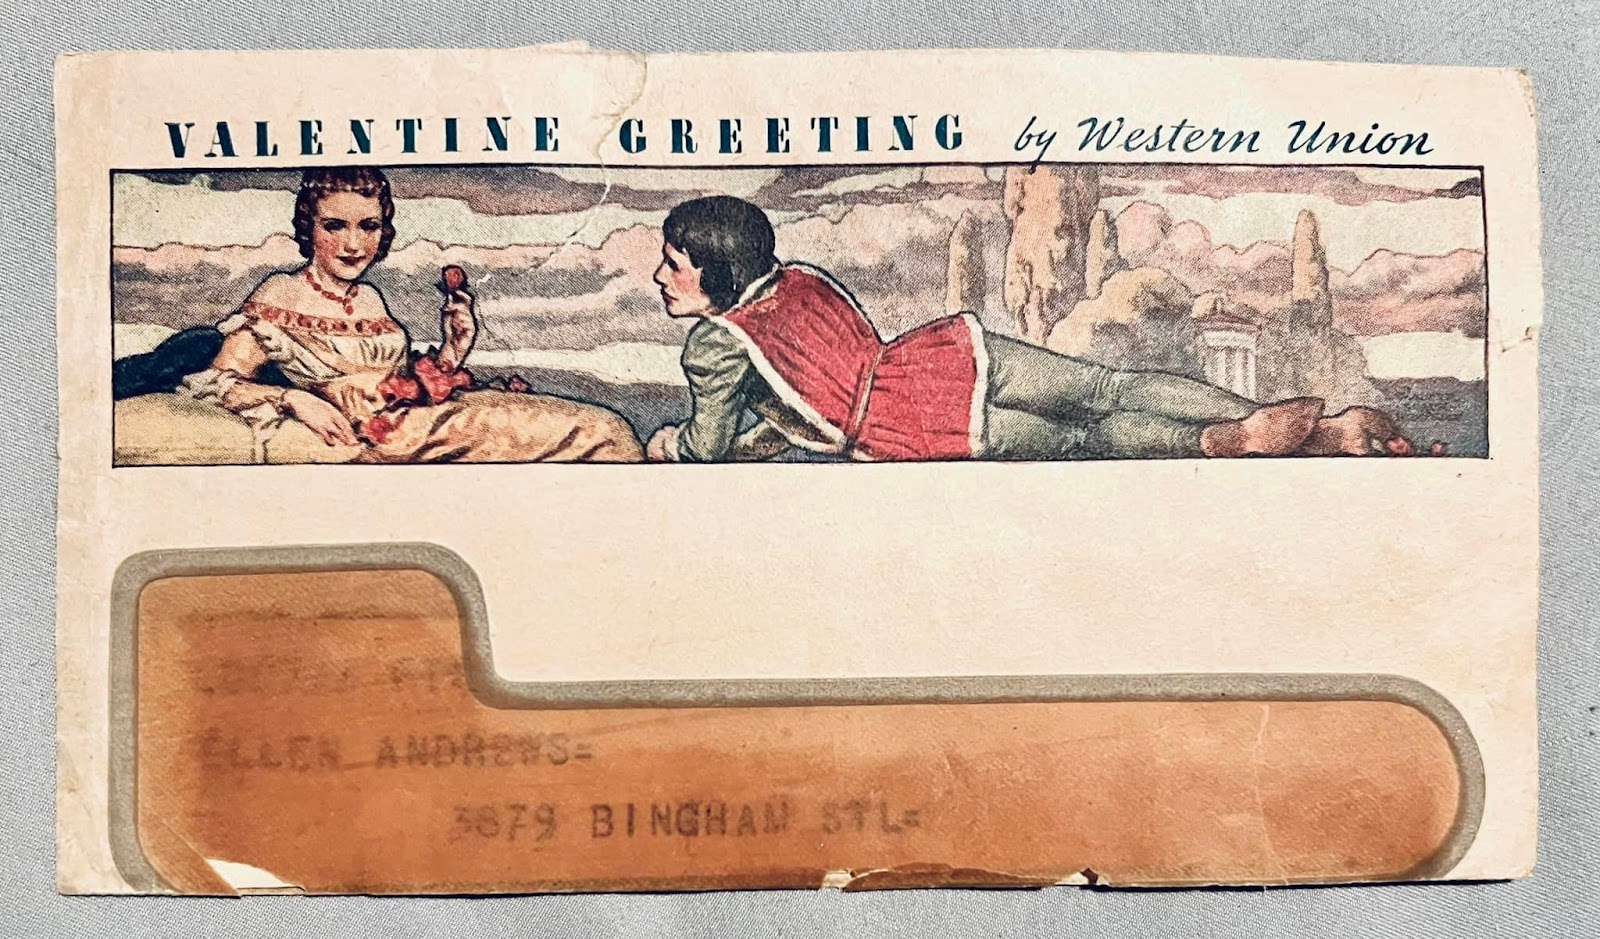 VALENTINE GREETING by Western Union
ELLEN ANDREWS=
3879 BINGHAM STL=